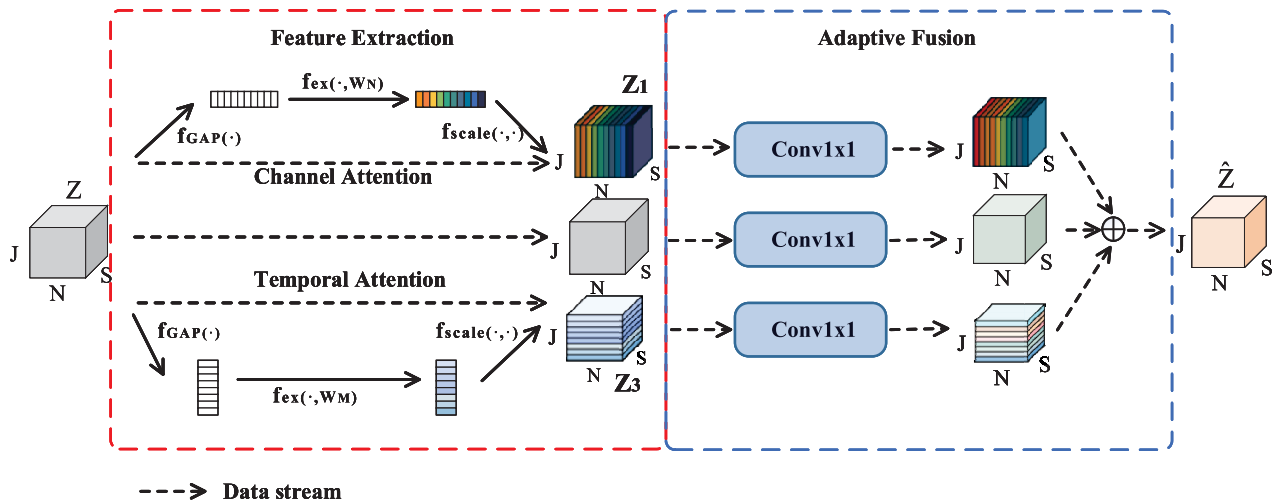 Feature Extraction
Adaptive Fusion
fex(·,WN)
Z1
fGAP(·)
fscale(·,·)
J
Conv1x1
J
S
S
Channel Attention
N
N
Z
Ẑ
J
S
N
J
S
N
Conv1x1
J
S
N
J
S
N
Temporal Attention
fGAP(·)
fscale(·,·)
J
S
N
Z3
Conv1x1
J
S
N
fex(·,WM)
Data stream